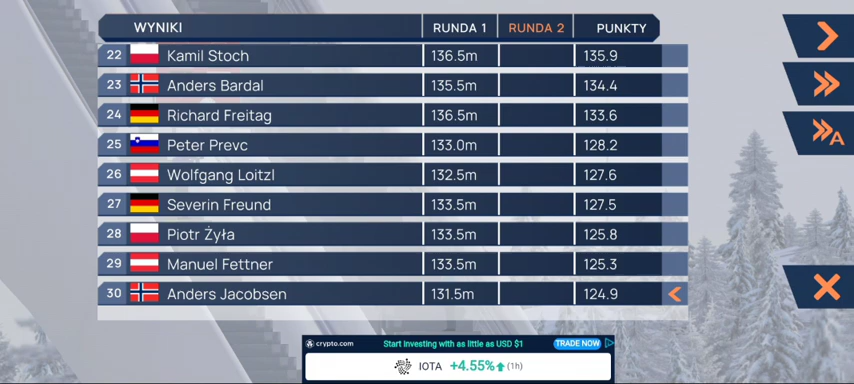 WYNIKI RUNDA 1 RUNDA 2 PUNKTY
22 Kamil Stoch 136.5m 135.9
23 Anders Bardal 135.5m 134.4
24 Richard Freitag 136.5m 133.6
25 Peter Prevc 133.0m 128.2
26 Wolfgang Loitzl 132.5m 127.6
27 Severin Freund 133.5m 127.5
28 Piotr Żyła 133.5m 125.8
29 Manuel Fettner 133.5m 125.3
30 Anders Jacobsen 131.5m 124.9
A
crypto.com Start investing with as little as USD $1 TRADE NOW
IOTA +4.55% (1h)